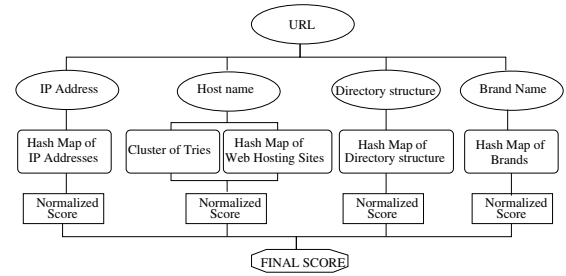 URL
IP Address
Host name
Directory structure
Brand Name
Hash Map of
IP Addresses
Cluster of Tries
Hash Map of
Web Hosting Sites
Hash Map of
Directory structure
Hash Map of
Brands
Normalized
Score
Normalized
Score
Normalized
Score
Normalized
Score
FINAL SCORE